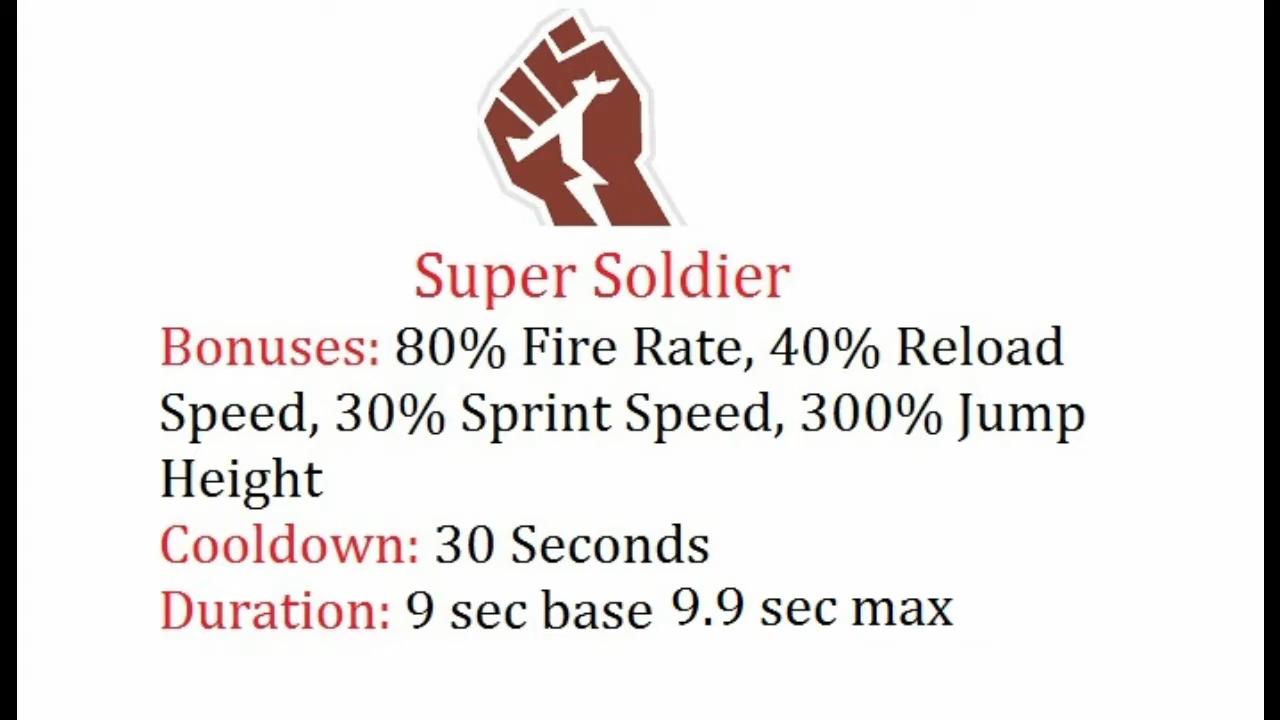 Super Soldier
Bonuses: 80% Fire Rate, 40% Reload
Speed, 30% Sprint Speed, 300% Jump
Height
Cooldown: 30 Seconds
Duration: 9 sec base 9.9 sec max